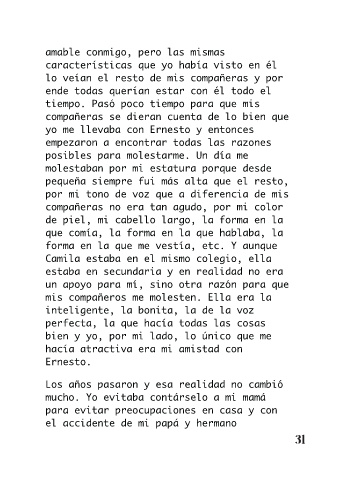 amable conmigo, pero las mismas
características que yo había visto en él
lo veían el resto de mis compañeras y por
ende todas querían estar con él todo el
tiempo. Pasó poco tiempo para que mis
compañeras se dieran cuenta de lo bien que
yo me llevaba con Ernesto y entonces
empezaron a encontrar todas las razones
posibles para molestarme. Un día me
molestaban por mi estatura porque desde
pequeña siempre fui más alta que el resto,
por mi tono de voz que a diferencia de mis
compañeras no era tan agudo, por mi color
de piel, mi cabello largo, la forma en la
que comía, la forma en la que hablaba, la
forma en la que me vestía, etc. Y aunque
Camila estaba en el mismo colegio, ella
estaba en secundaria y en realidad no era
un apoyo para mí, sino otra razón para que
mis compañeros me molesten. Ella era la
inteligente, la bonita, la de la voz
perfecta, la que hacía todas las cosas
bien y yo, por mi lado, lo único que me
hacía atractiva era mi amistad con
Ernesto.
Los años pasaron y esa realidad no cambió
mucho. Yo evitaba contárselo a mi mamá
para evitar preocupaciones en casa y con
el accidente de mi papá y hermano
31